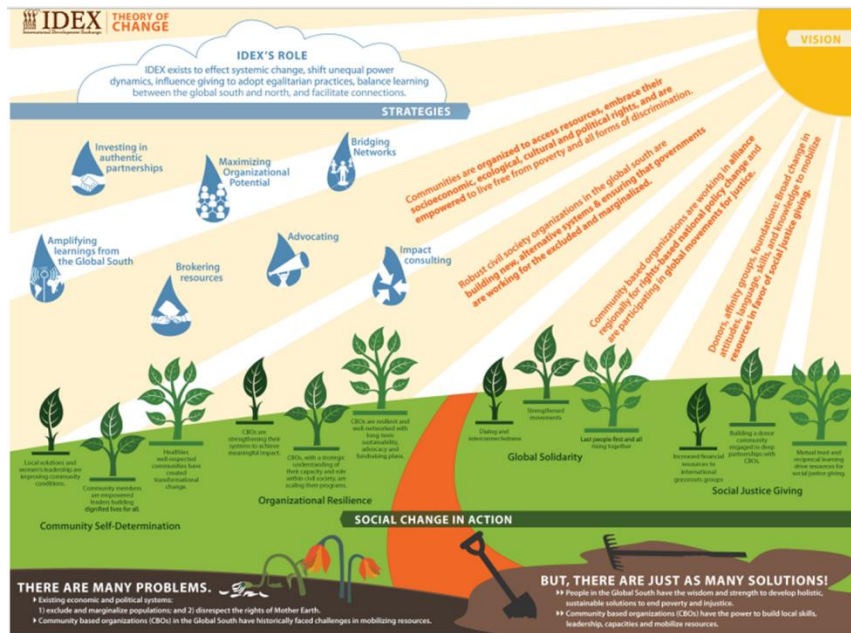 IDEX
International Development Exchange
THEORY OF
CHANGE
VISION
IDEX'S ROLE
IDEX exists to effect systemic change, shift unequal power
dynamics, influence giving to adopt egalitarian practices, balance learning
between the global south and north, and facilitate connections.
STRATEGIES
Investing in
authentic
partnerships
Maximizing
Organizational
Potential
Bridging
Networks
Amplifying
learnings from
the Global South
Brokering
resources
Advocating
Impact
consulting
Communities are organized to access resources, embrace their
socioeconomic, ecological, cultural and political rights, and are
empowered to live free from poverty and all forms of discrimination.
Robust civil society organizations in the global south are
building new, alternative systems & ensuring that governments
are working for the excluded and marginalized.
Community based organizations are working in alliance
regionally for rights-based national policy change and
are participating in global movements for justice.
Donors, affinity groups, foundations: Broad change in
attitudes, language, skills, and knowledge to mobilize
resources in favor of social justice giving.
Local solutions and
women's leadership are
improving community
conditions.
Community members
are empowered
leaders building
dignified lives for all.
Healthier,
well-respected
communities have
created
transformational
change.
Community Self-Determination
CBOs are
strengthening their
systems to achieve
meaningful impact.
CBOs, with a strategic
understanding of
their capacity and role
within civil society, are
scaling their programs.
CBOs are resilient and
well-networked with
long-term
sustainability,
advocacy and
fundraising plans.
Organizational Resilience
Dialog and
interconnectedness
Strengthened
movements
Last people first and all
rising together
Global Solidarity
Increased financial
resources to
international
grassroots groups
Building a donor
community
engaged in deep
partnerships with
CBOs.
Mutual trust and
reciprocal learning
drive resources for
social justice giving.
Social Justice Giving
SOCIAL CHANGE IN ACTION
THERE ARE MANY PROBLEMS.
Existing economic and political systems:
1) exclude and marginalize populations; and 2) disrespect the rights of Mother Earth.
Community based organizations (CBOs) in the Global South have historically faced challenges in mobilizing resources.
BUT, THERE ARE JUST AS MANY SOLUTIONS!
People in the Global South have the wisdom and strength to develop holistic,
sustainable solutions to end poverty and injustice.
Community based organizations (CBOs) have the power to build local skills,
leadership, capacities and mobilize resources.